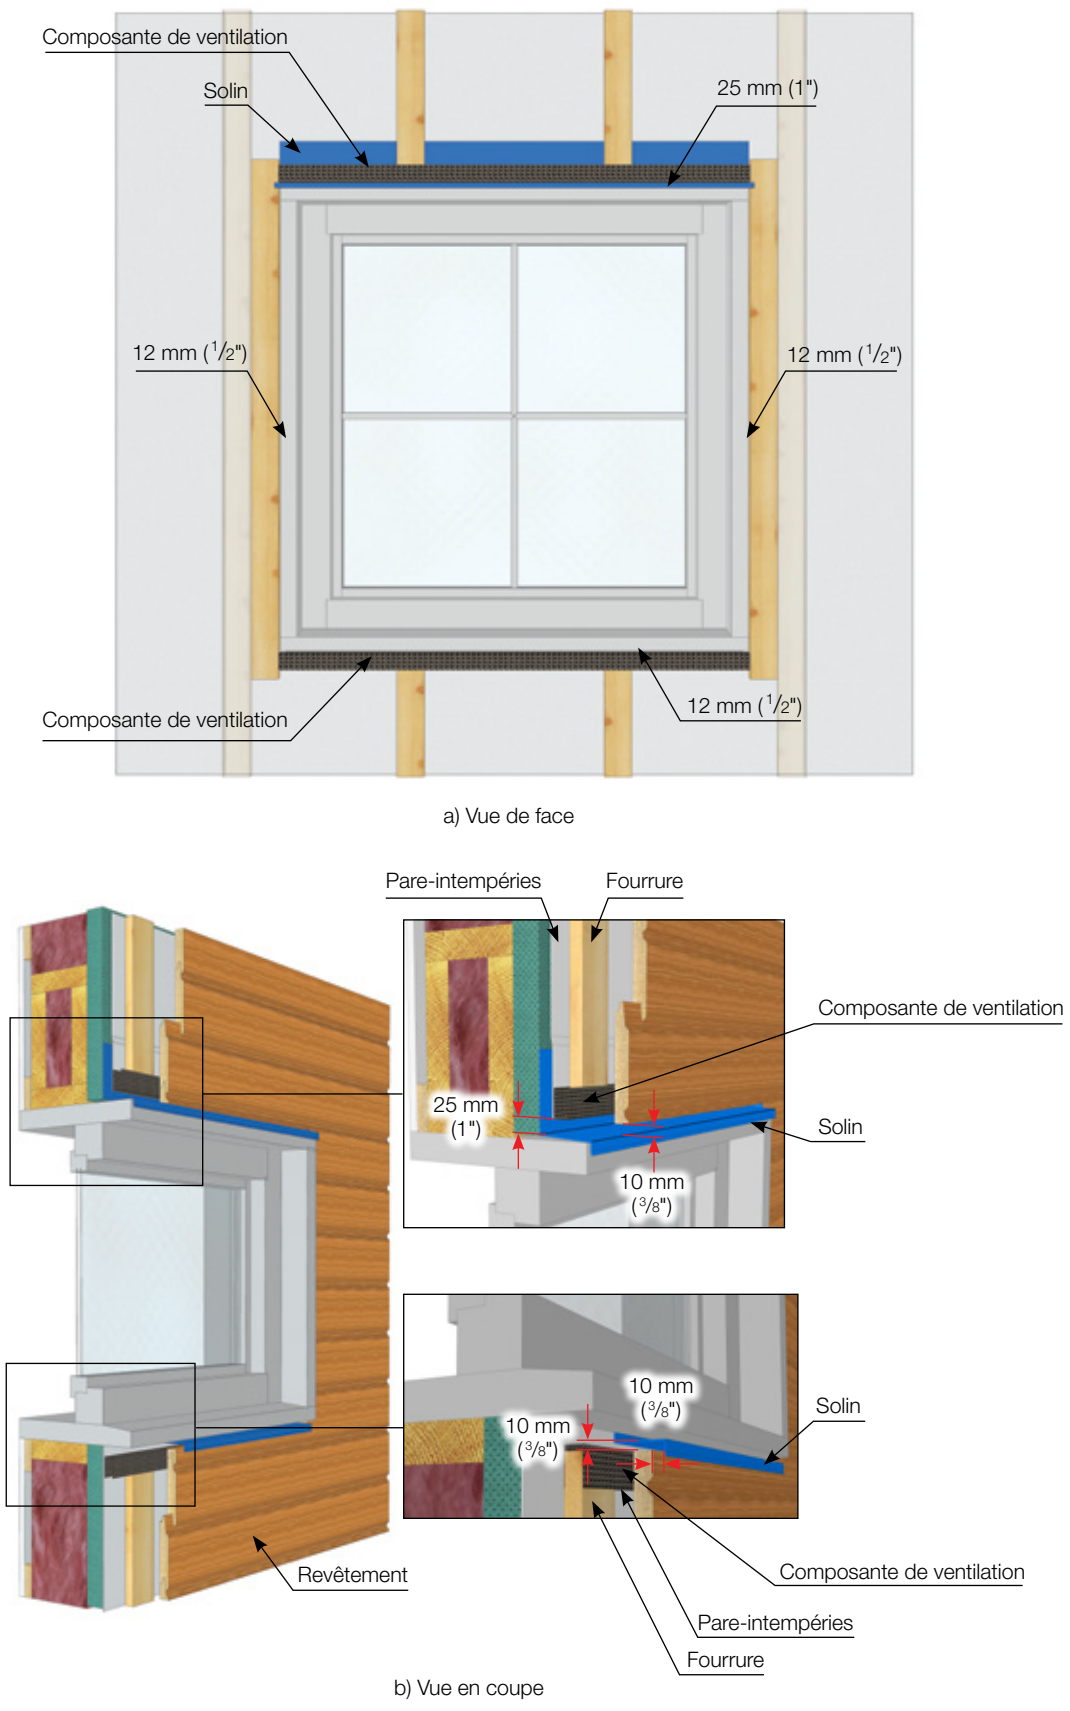 Composante de ventilation
Solin
25 mm (1")
12 mm (1/2")
12 mm (1/2")
Composante de ventilation
12 mm (1/2")
a) Vue de face
Pare-intempéries
Fourrure
Composante de ventilation
25 mm
(1")
Solin
10 mm
(3/8")
10 mm
(3/8")
Solin
10 mm
(3/8")
Revêtement
Composante de ventilation
Pare-intempéries
Fourrure
b) Vue en coupe